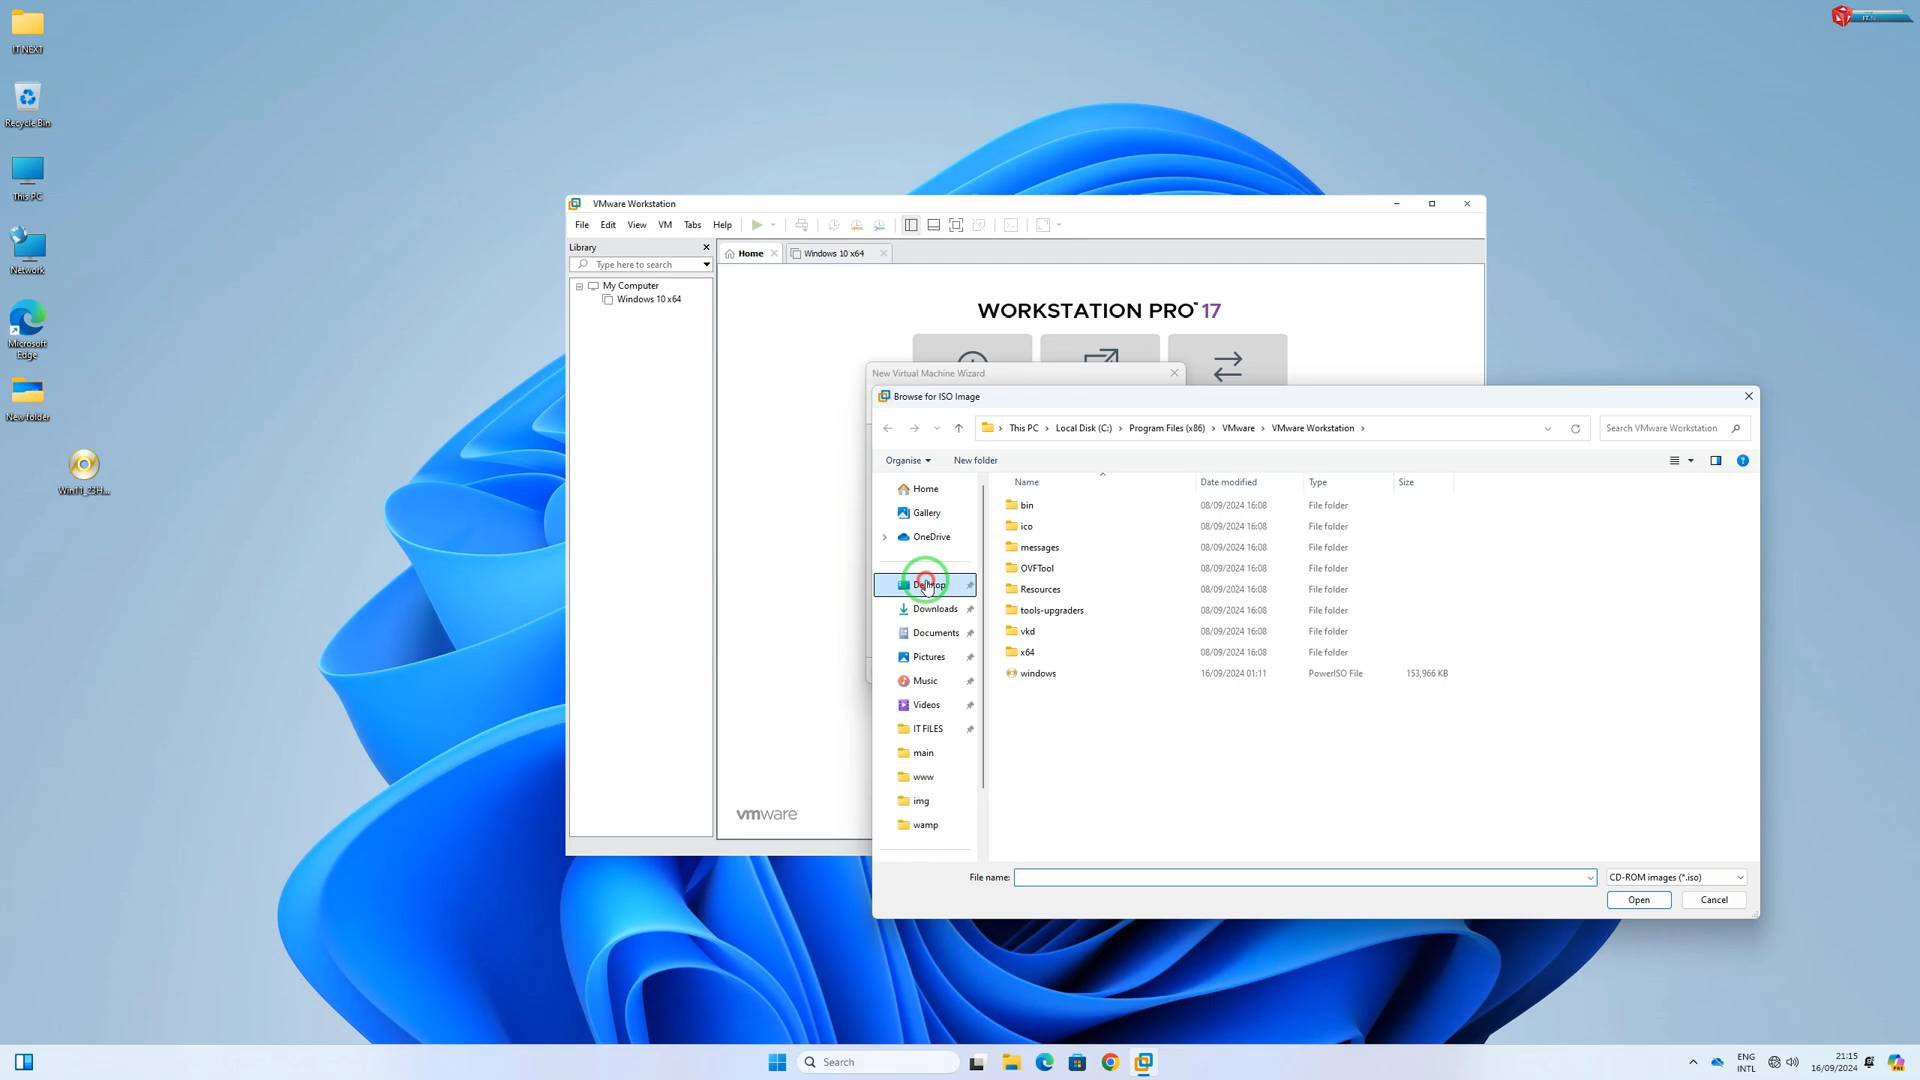 IT NEXT
Recycle Bin
This PC
Network
Microsoft
Edge
New folder
Win11_23H...
VMware Workstation
File Edit View VM Tabs Help
Library
Type here to search
My Computer
Windows 10 x64
Home
Windows 10 x64
WORKSTATION PRO™ 17
New Virtual Machine Wizard
Browse for ISO Image
This PC > Local Disk (C:) > Program Files (x86) > VMware > VMware Workstation >
Search VMware Workstation
Organise New folder
Home
Gallery
OneDrive
Desktop
Downloads
Documents
Pictures
Music
Videos
IT FILES
main
www
img
wamp
Name Date modified Type Size
bin 08/09/2024 16:08 File folder
ico 08/09/2024 16:08 File folder
messages 08/09/2024 16:08 File folder
OVFTool 08/09/2024 16:08 File folder
Resources 08/09/2024 16:08 File folder
tools-upgraders 08/09/2024 16:08 File folder
vkd 08/09/2024 16:08 File folder
x64 08/09/2024 16:08 File folder
windows 16/09/2024 01:11 PowerISO File 153,966 KB
vmware
File name:
CD-ROM images (*.iso)
Open Cancel
Search
ENG
INTL
21:15
16/09/2024
PRE